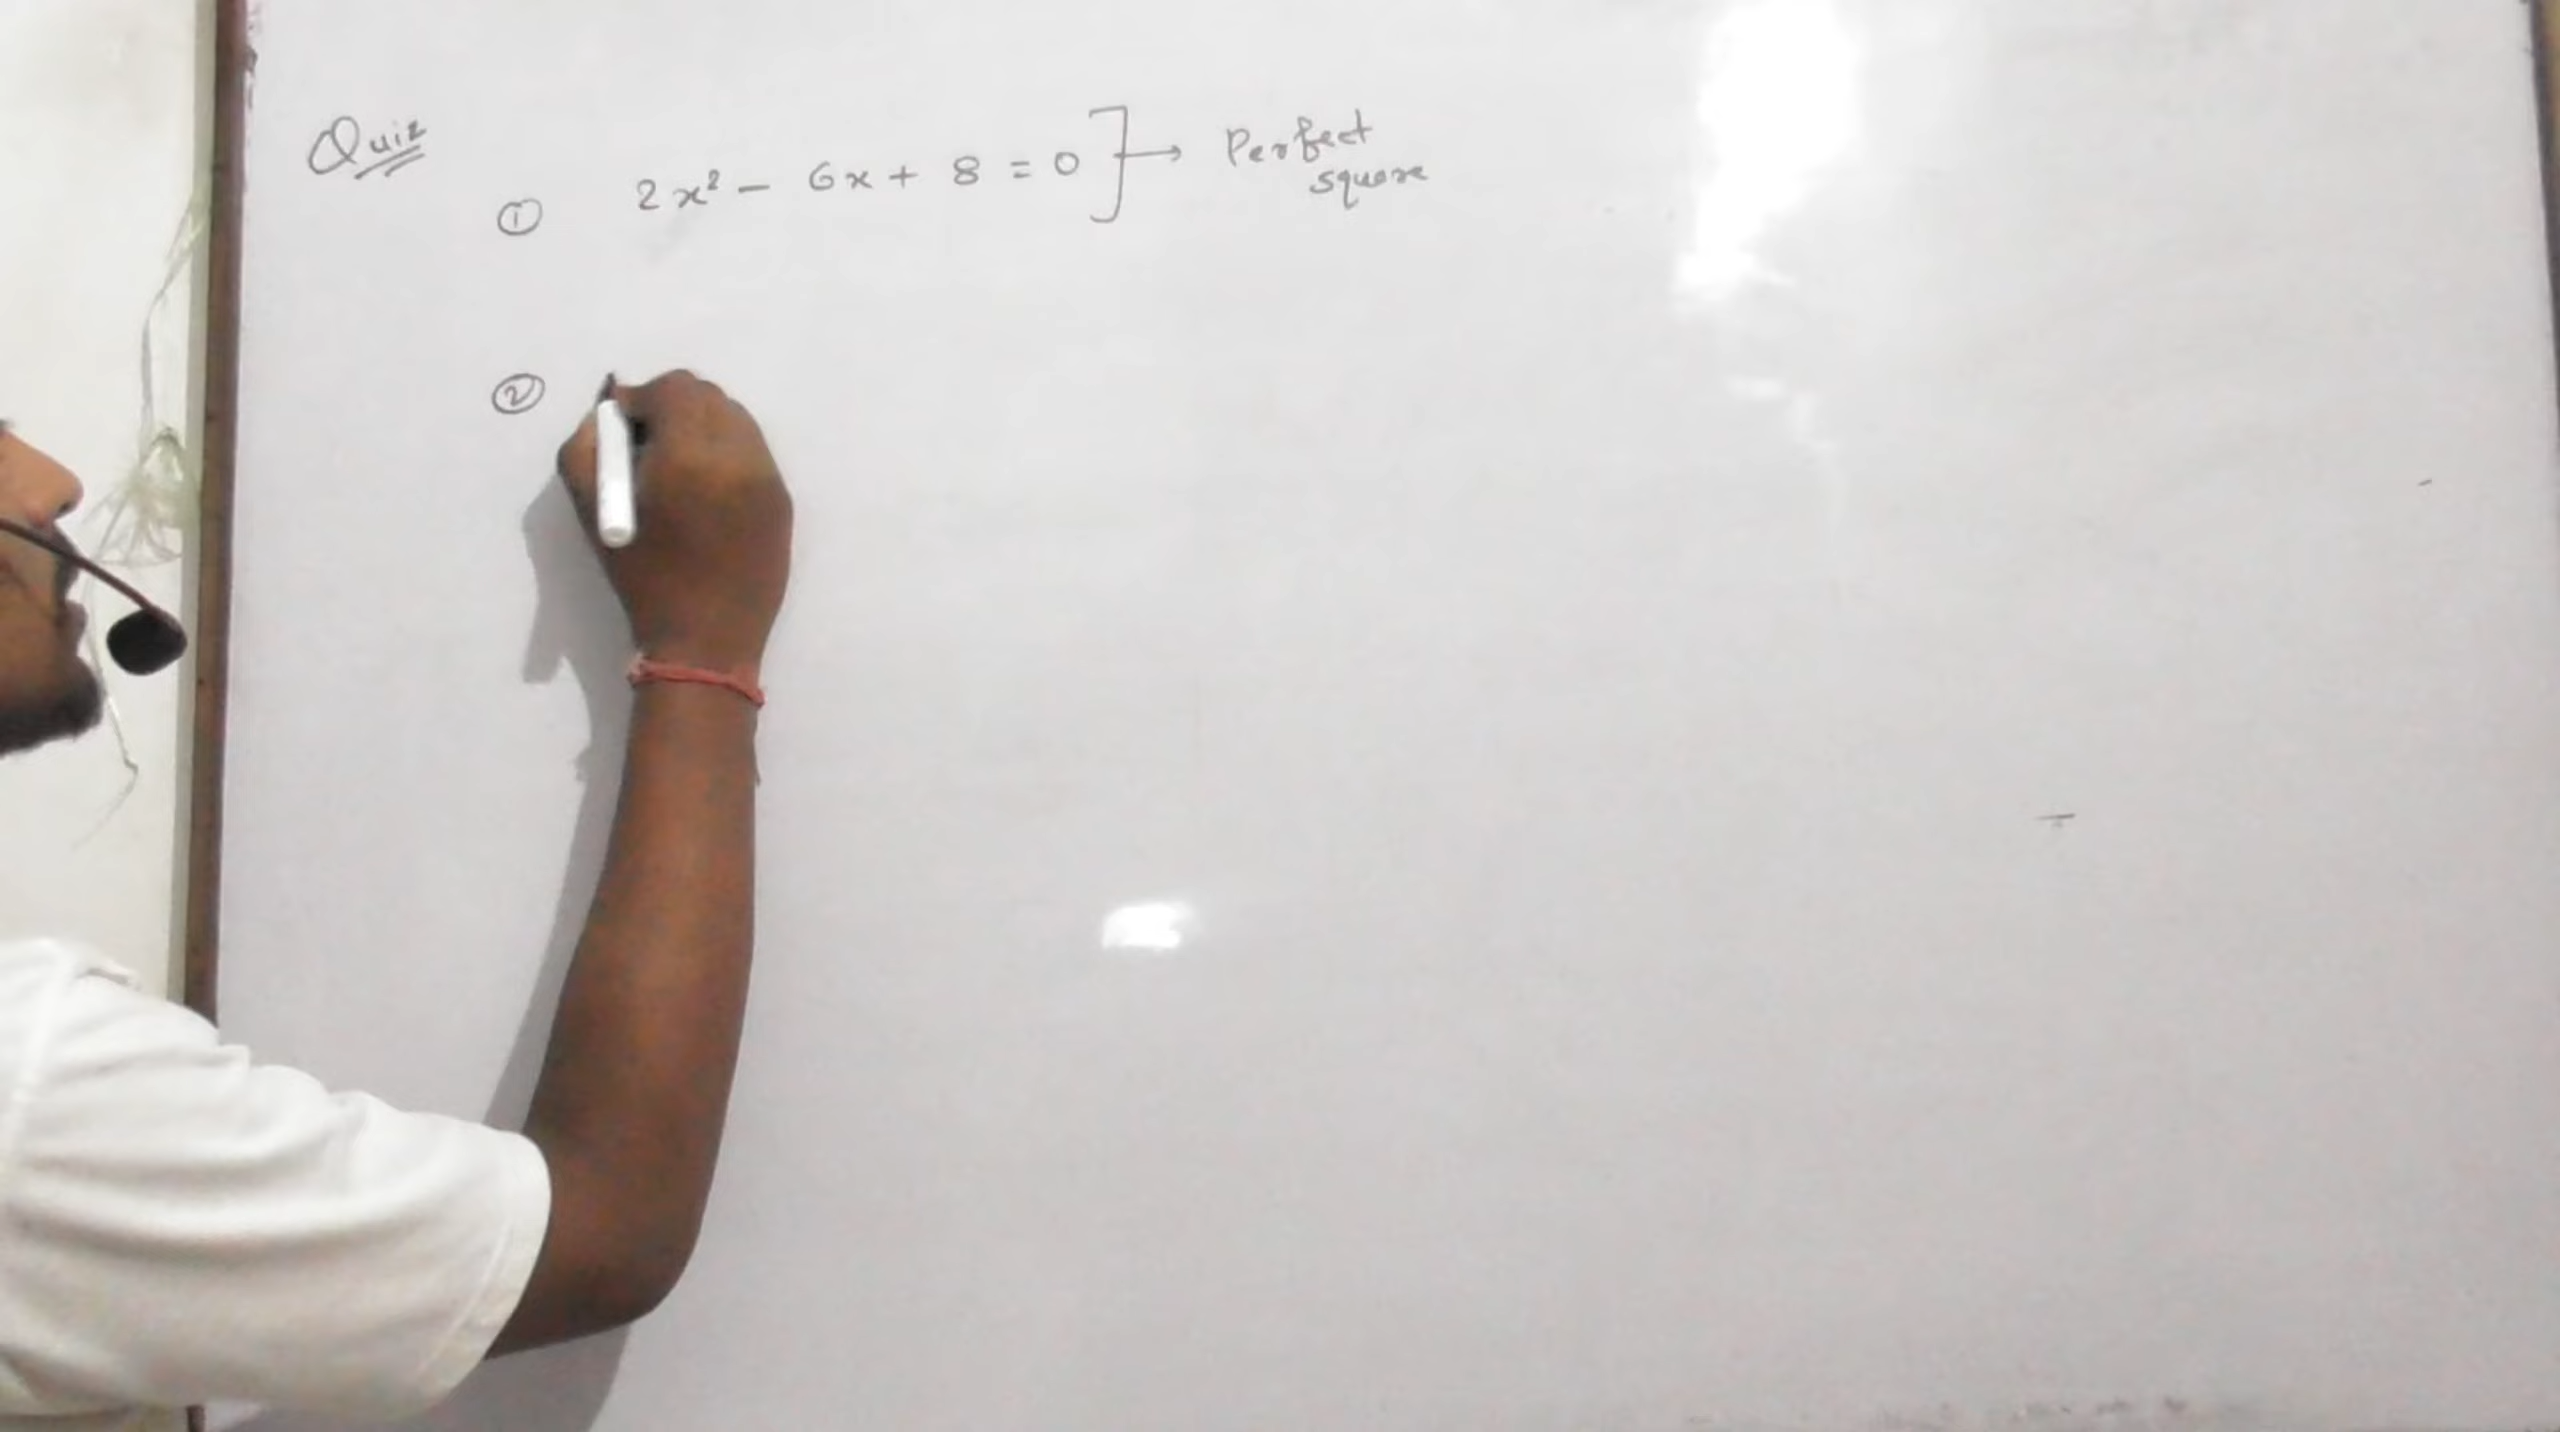 Quiz
① 2x² - 6x + 8 = 0 ] → Perfect
square
②